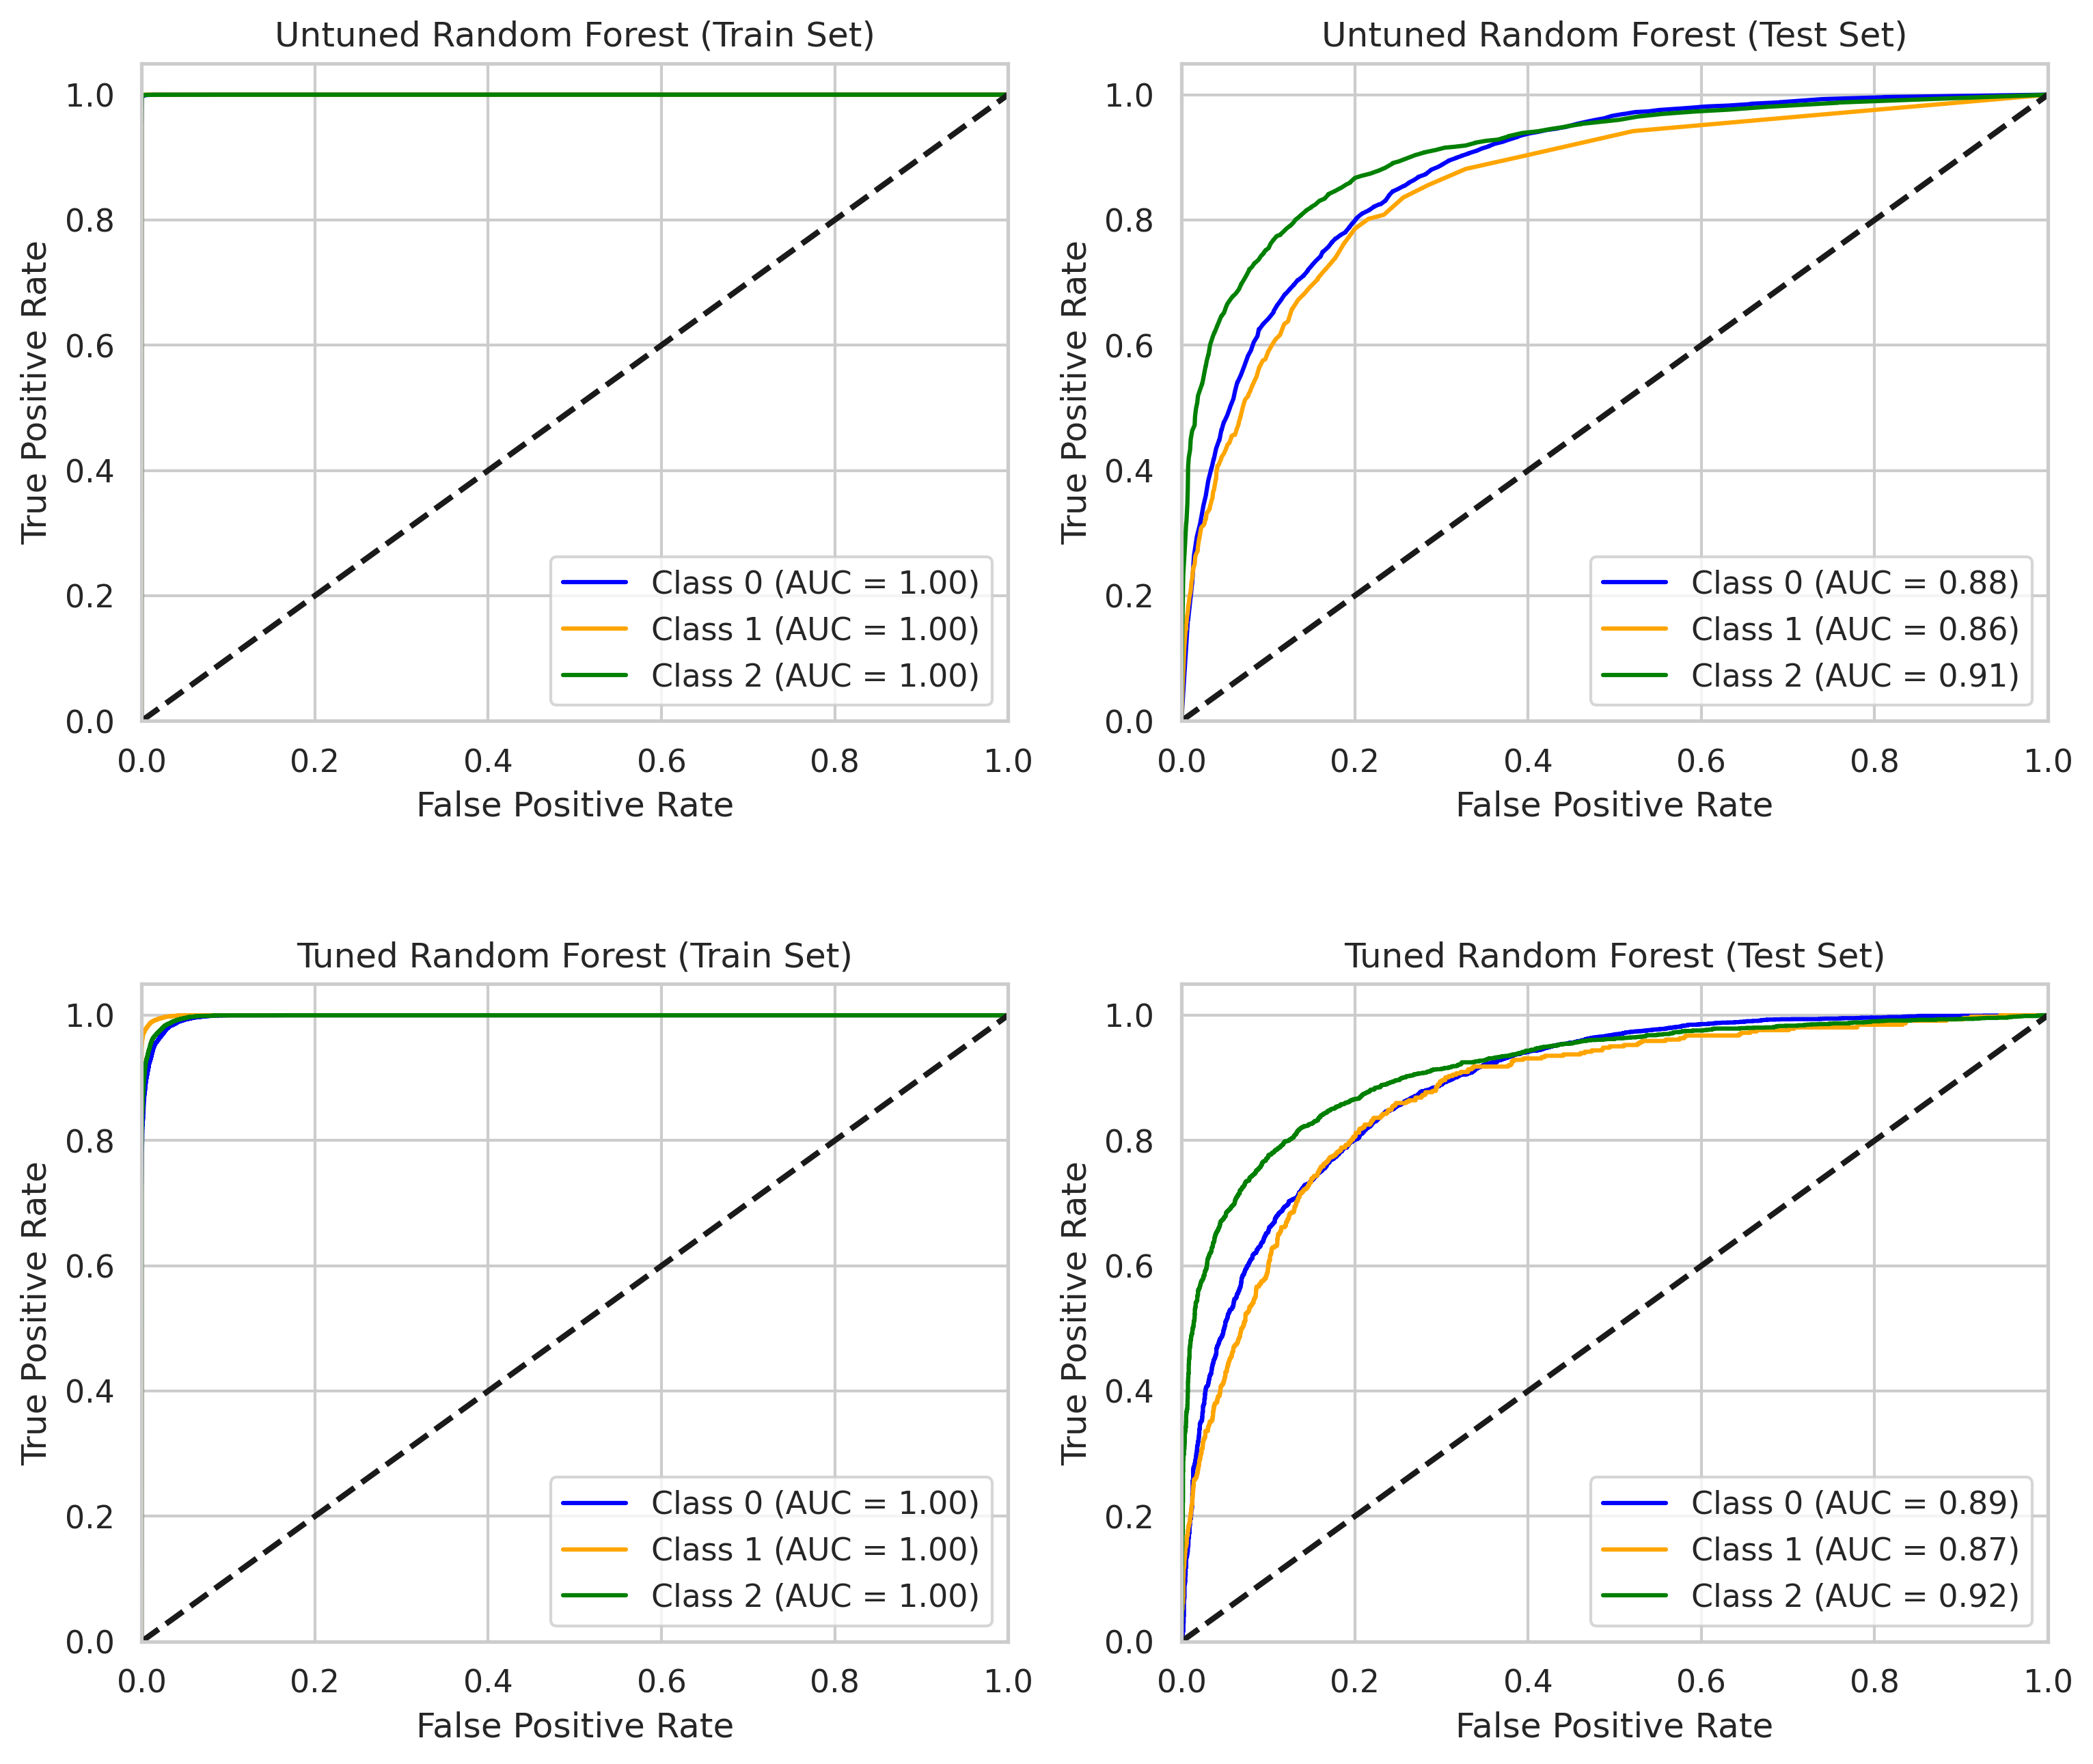 Untuned Random Forest (Train Set)
True Positive Rate
1.0
0.8
0.6
0.4
0.2
0.0
Class 0 (AUC = 1.00)
Class 1 (AUC = 1.00)
Class 2 (AUC = 1.00)
0.0 0.2 0.4 0.6 0.8 1.0
False Positive Rate
Untuned Random Forest (Test Set)
True Positive Rate
1.0
0.8
0.6
0.4
0.2
0.0
Class 0 (AUC = 0.88)
Class 1 (AUC = 0.86)
Class 2 (AUC = 0.91)
0.0 0.2 0.4 0.6 0.8 1.0
False Positive Rate
Tuned Random Forest (Train Set)
True Positive Rate
1.0
0.8
0.6
0.4
0.2
0.0
Class 0 (AUC = 1.00)
Class 1 (AUC = 1.00)
Class 2 (AUC = 1.00)
0.0 0.2 0.4 0.6 0.8 1.0
False Positive Rate
Tuned Random Forest (Test Set)
True Positive Rate
1.0
0.8
0.6
0.4
0.2
0.0
Class 0 (AUC = 0.89)
Class 1 (AUC = 0.87)
Class 2 (AUC = 0.92)
0.0 0.2 0.4 0.6 0.8 1.0
False Positive Rate